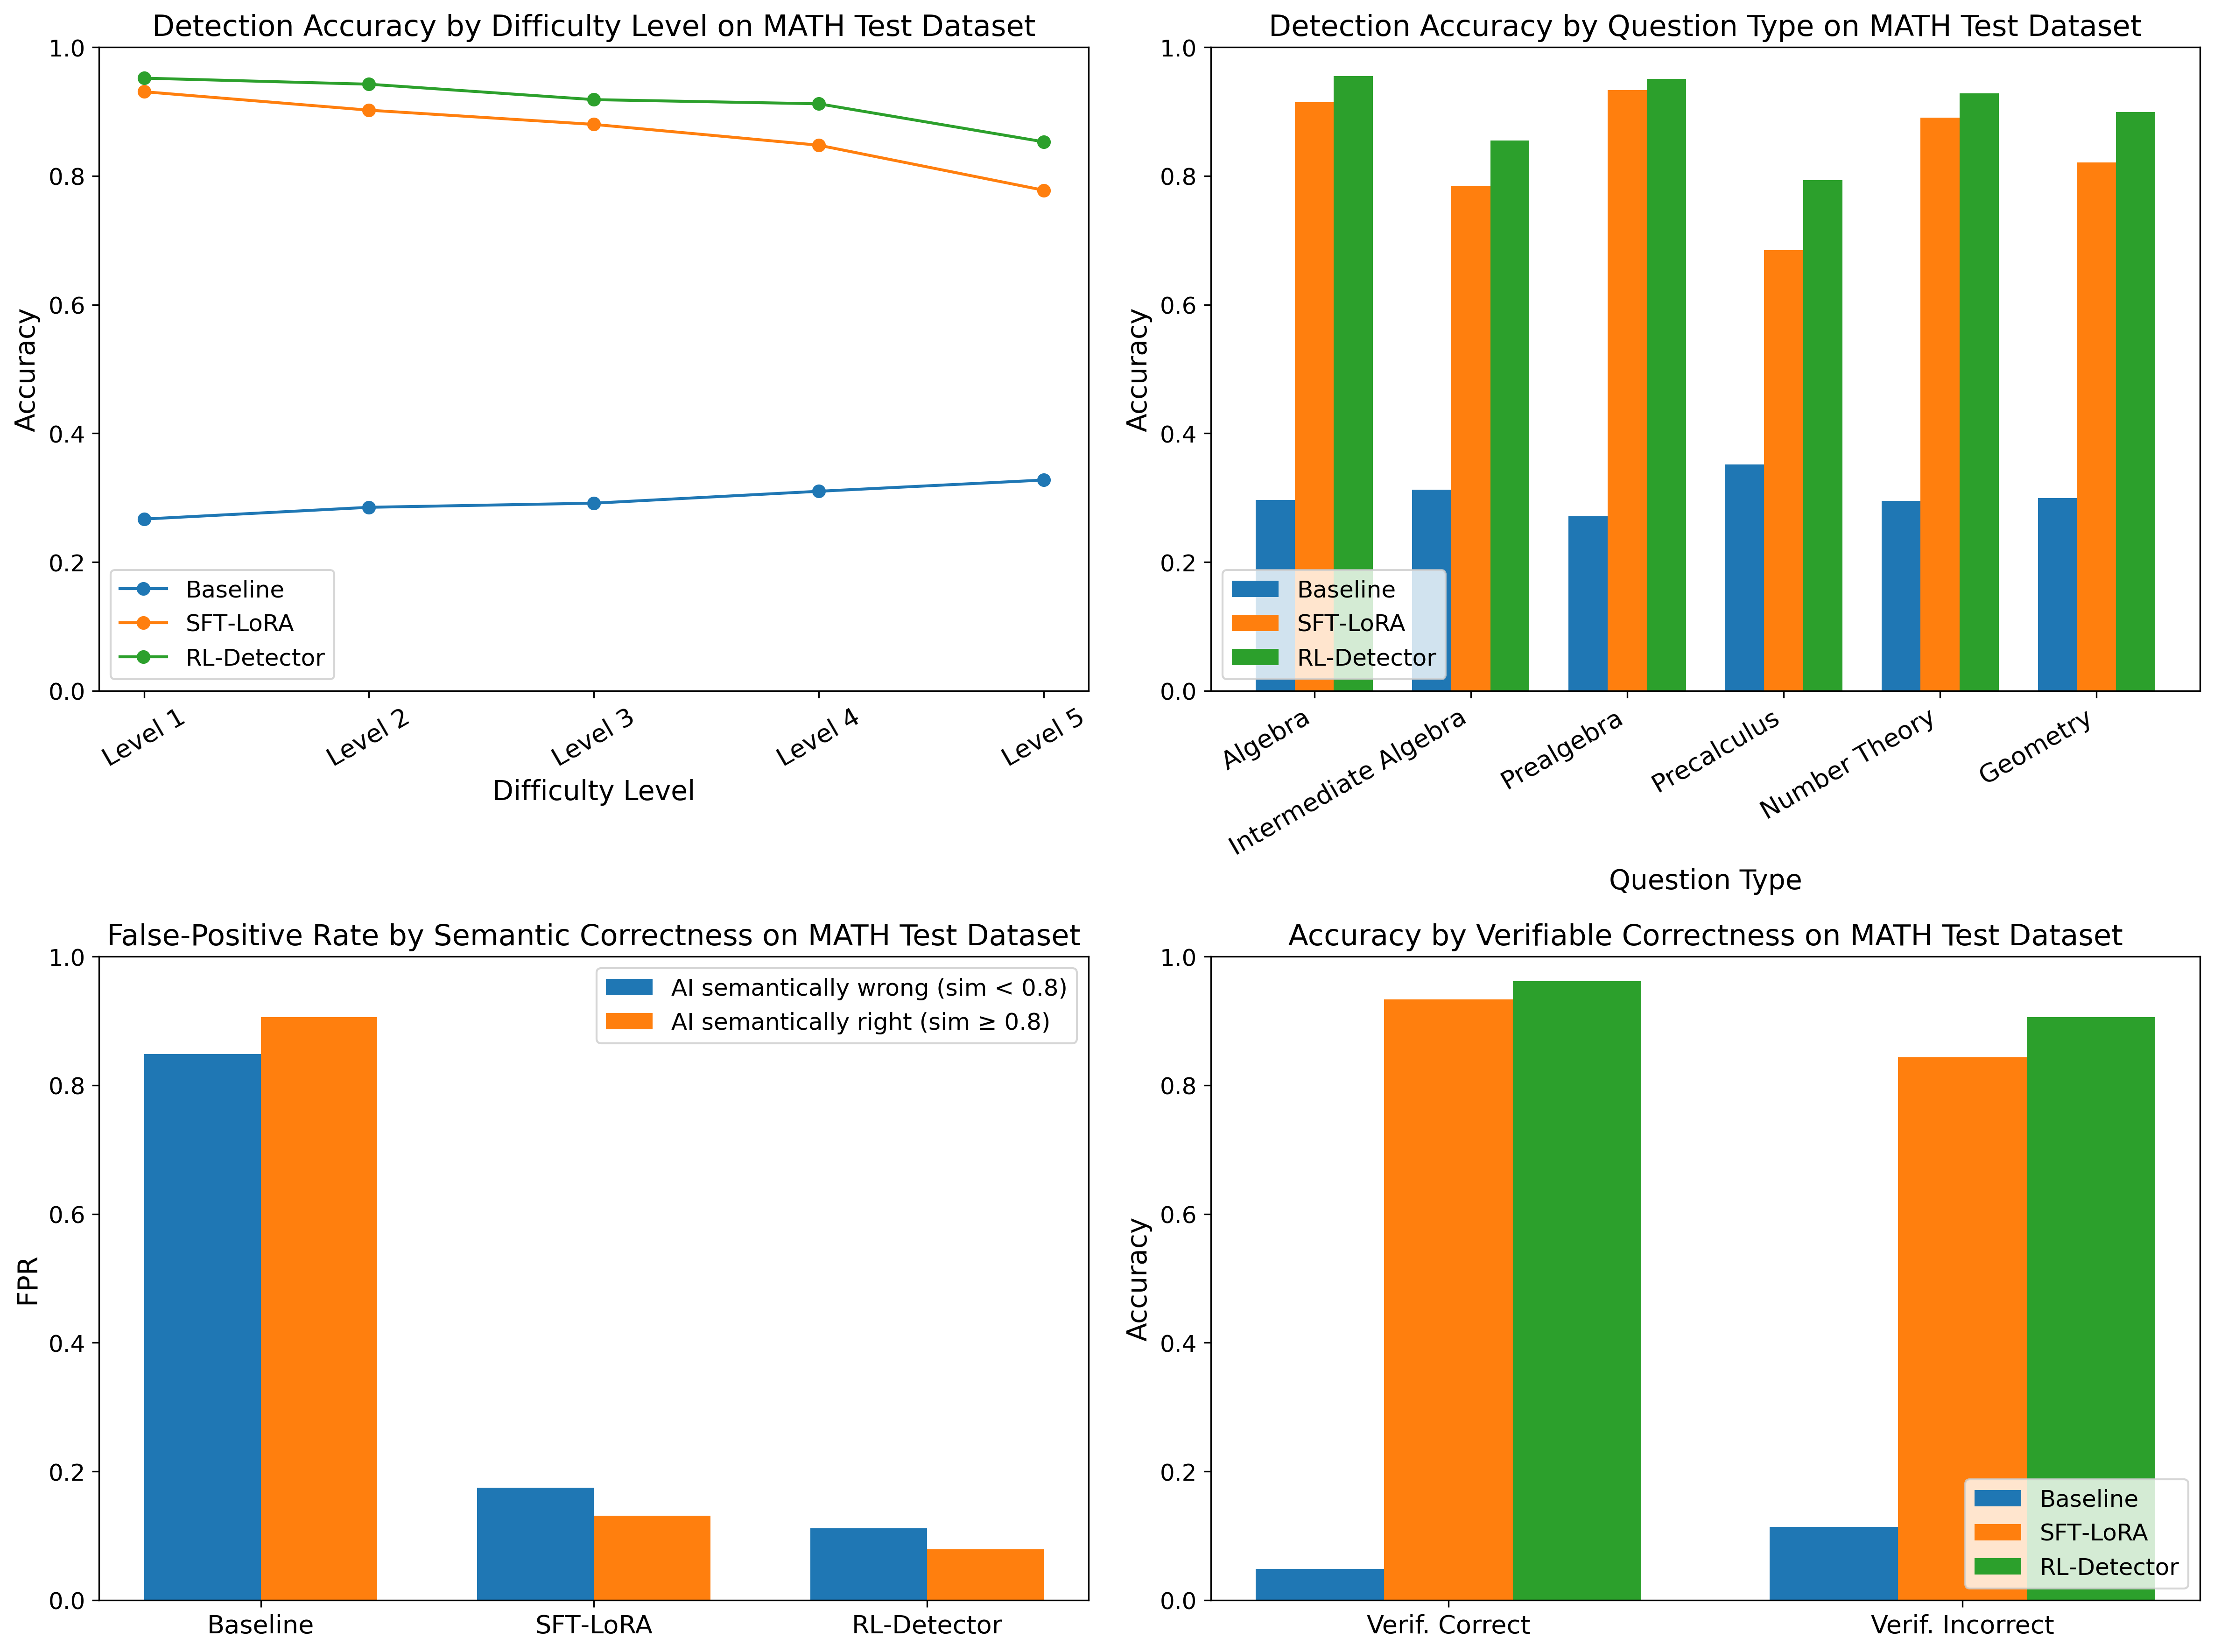 Detection Accuracy by Difficulty Level on MATH Test Dataset
Accuracy
1.0
0.8
0.6
0.4
0.2
0.0
Baseline
SFT-LoRA
RL-Detector
Level 1
Level 2
Level 3
Level 4
Level 5
Difficulty Level
Detection Accuracy by Question Type on MATH Test Dataset
Accuracy
1.0
0.8
0.6
0.4
0.2
0.0
Baseline
SFT-LoRA
RL-Detector
Algebra
Intermediate Algebra
Prealgebra
Precalculus
Number Theory
Geometry
Question Type
False-Positive Rate by Semantic Correctness on MATH Test Dataset
FPR
1.0
0.8
0.6
0.4
0.2
0.0
AI semantically wrong (sim < 0.8)
AI semantically right (sim ≥ 0.8)
Baseline
SFT-LoRA
RL-Detector
Accuracy by Verifiable Correctness on MATH Test Dataset
Accuracy
1.0
0.8
0.6
0.4
0.2
0.0
Baseline
SFT-LoRA
RL-Detector
Verif. Correct
Verif. Incorrect